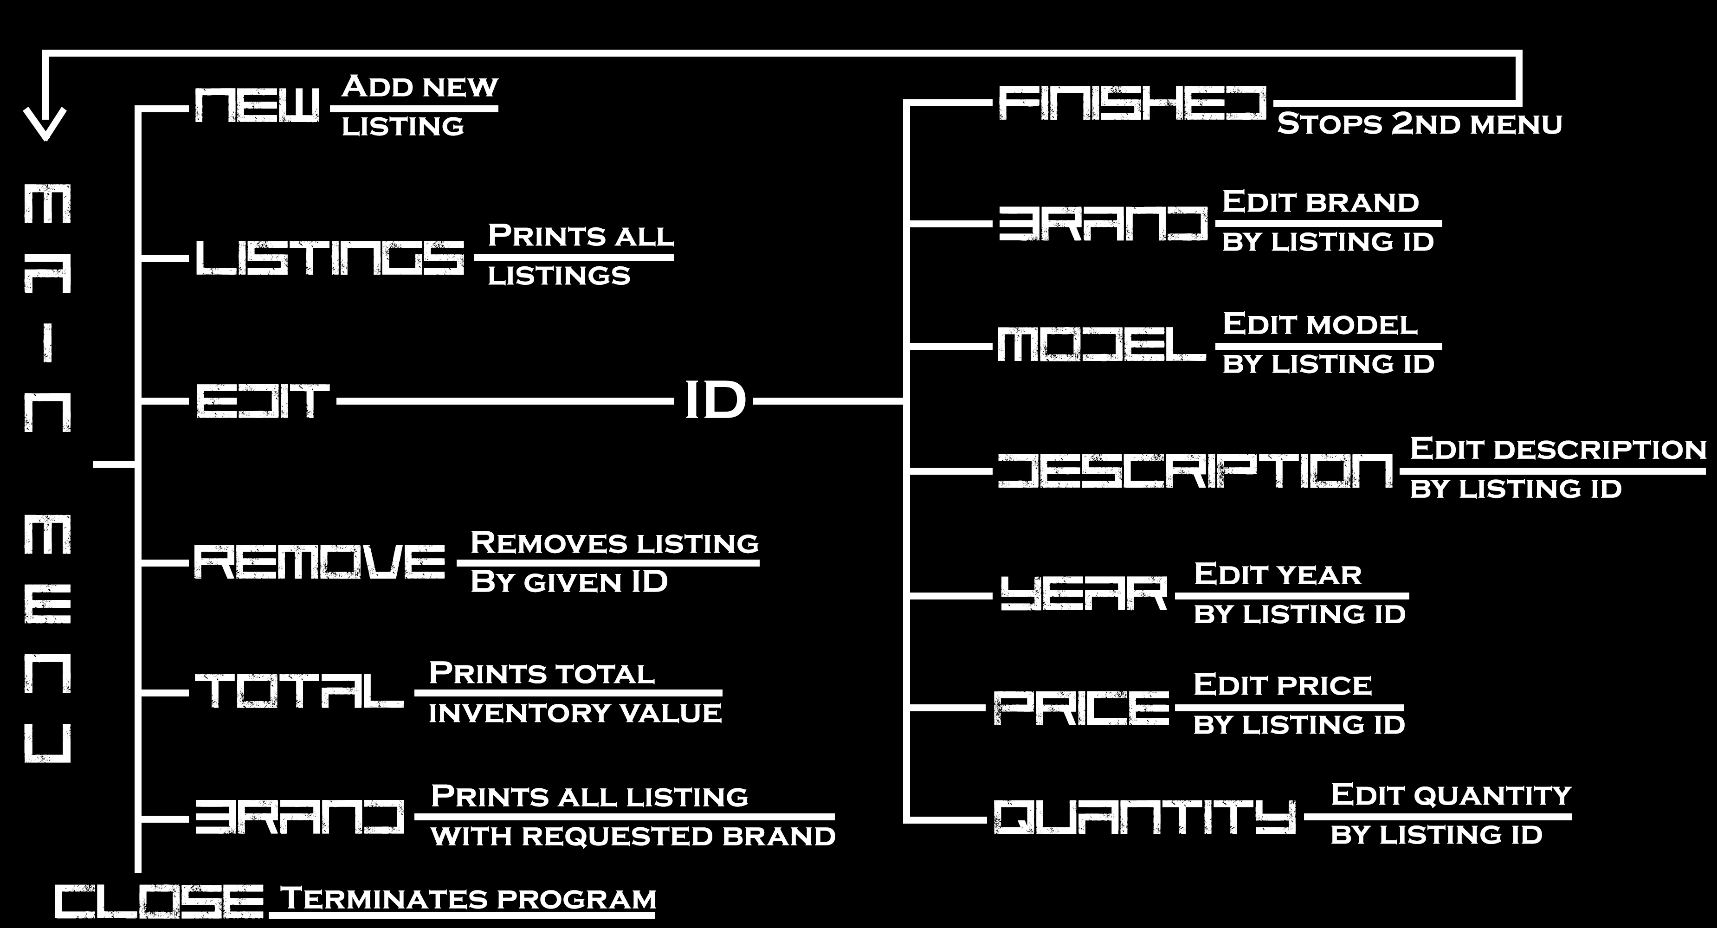 MAIN MENU
NEW
Add new
listing
LISTINGS
Prints all
listings
EDIT
ID
REMOVE
Removes listing
By given ID
TOTAL
Prints total
inventory value
BRAND
Prints all listing
with requested brand
CLOSE
Terminates program
FINISHED
Stops 2nd menu
BRAND
Edit brand
by listing id
MODEL
Edit model
by listing id
DESCRIPTION
Edit description
by listing id
YEAR
Edit year
by listing id
PRICE
Edit price
by listing id
QUANTITY
Edit quantity
by listing id